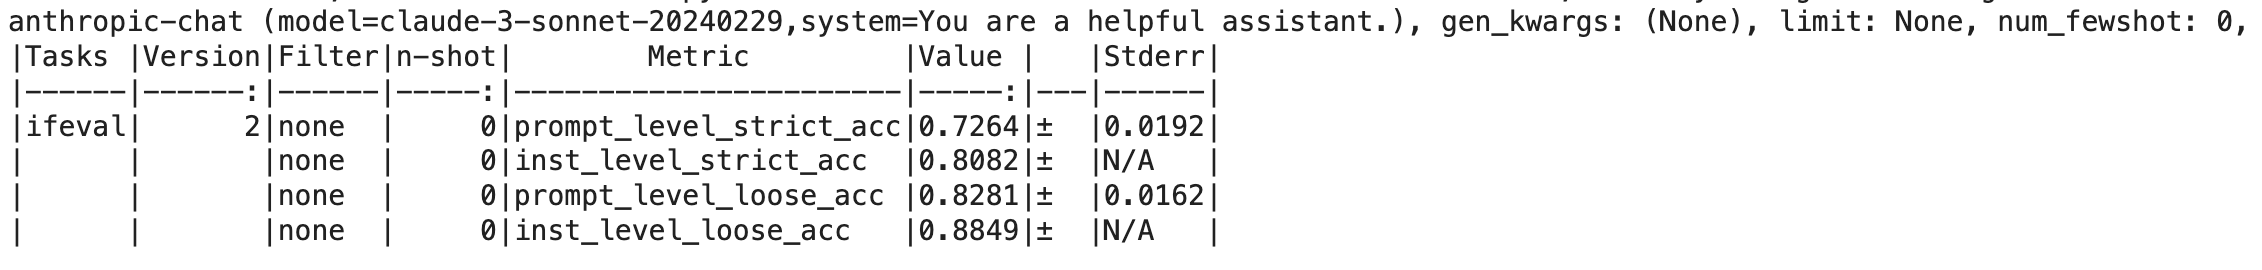 anthropic-chat (model=claude-3-sonnet-20240229,system=You are a helpful assistant.), gen_kwargs: (None), limit: None, num_fewshot: 0,
|Tasks |Version|Filter|n-shot|        Metric         |Value |   |Stderr|
|------|------:|------|-----:|-----------------------|-----:|---|------|
|ifeval|      2|none  |     0|prompt_level_strict_acc|0.7264|±  |0.0192|
|      |       |none  |     0|inst_level_strict_acc  |0.8082|±  |N/A   |
|      |       |none  |     0|prompt_level_loose_acc |0.8281|±  |0.0162|
|      |       |none  |     0|inst_level_loose_acc   |0.8849|±  |N/A   |